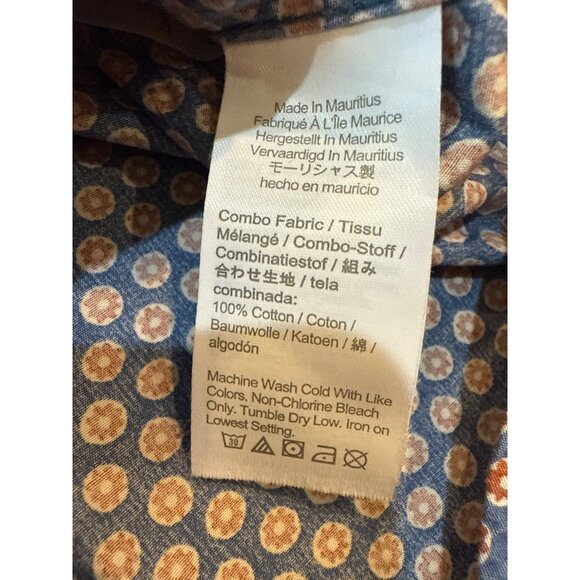 Made In Mauritius
Fabriqué À L'Île Maurice
Hergestellt In Mauritius
Vervaardigd In Mauritius
モーリシャス製
hecho en mauricio
Combo Fabric / Tissu
Mélangé / Combo-Stoff /
Combinatiestof / 組み
合わせ生地 / tela
combinada:
100% Cotton / Coton /
Baumwolle / Katoen / 綿 /
algodón
Machine Wash Cold With Like
Colors, Non-Chlorine Bleach
Only. Tumble Dry Low. Iron on
Lowest Setting.
30